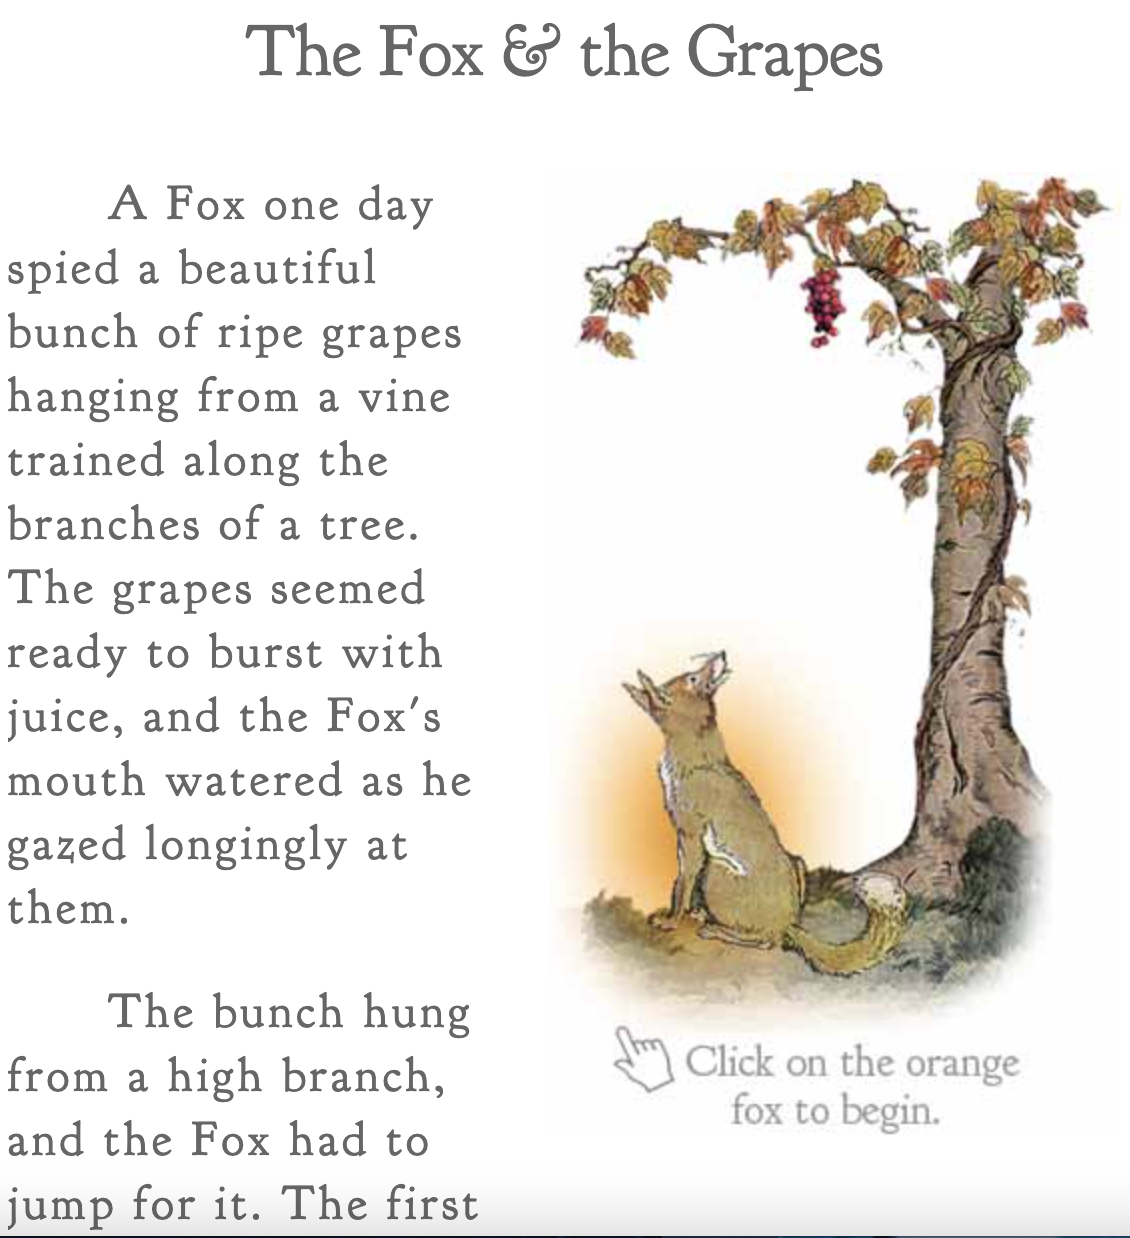 The Fox & the Grapes
A Fox one day
spied a beautiful
bunch of ripe grapes
hanging from a vine
trained along the
branches of a tree.
The grapes seemed
ready to burst with
juice, and the Fox's
mouth watered as he
gazed longingly at
them.
The bunch hung
from a high branch,
and the Fox had to
jump for it. The first
Click on the orange
fox to begin.